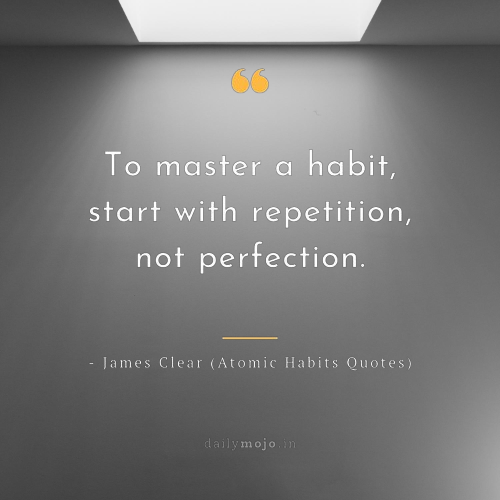 “
To master a habit,
start with repetition,
not perfection.
- James Clear (Atomic Habits Quotes)
dailymojo.in